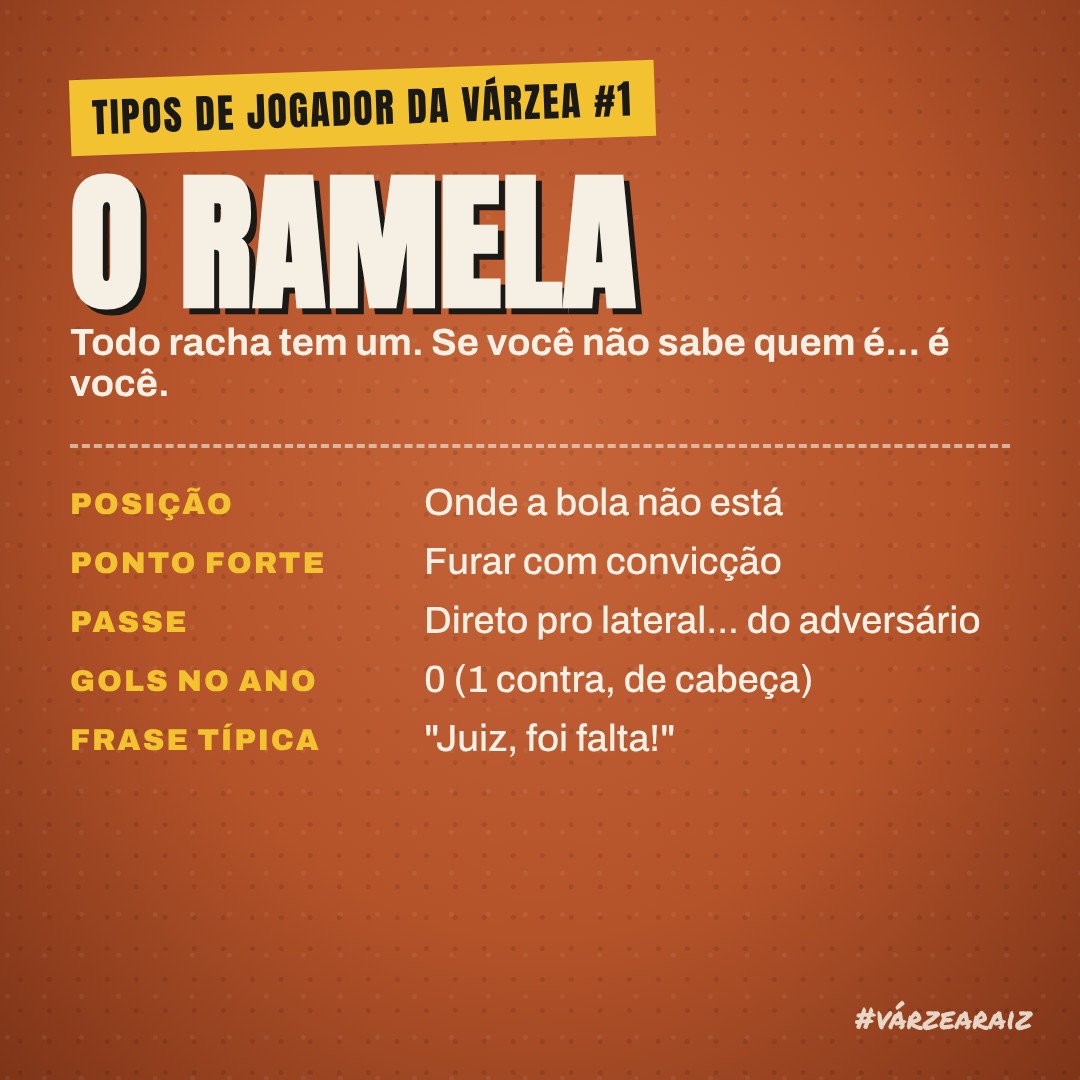 TIPOS DE JOGADOR DA VÁRZEA #1
O RAMELA
Todo racha tem um. Se você não sabe quem é... é
você.
POSIÇÃO Onde a bola não está
PONTO FORTE Furar com convicção
PASSE Direto pro lateral... do adversário
GOLS NO ANO 0 (1 contra, de cabeça)
FRASE TÍPICA "Juiz, foi falta!"
#VÁRZEARAIZ